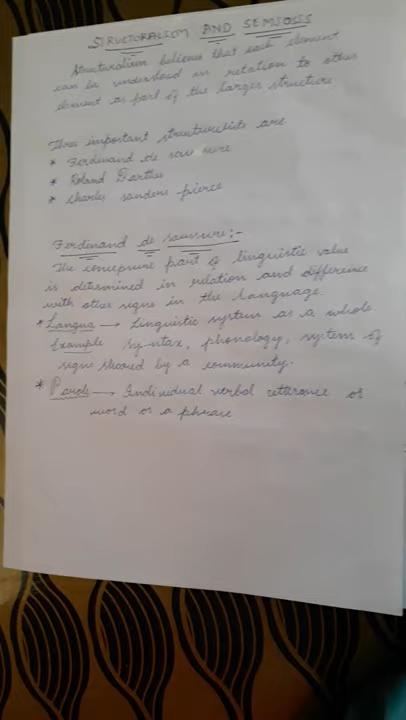 STRUCTORALISM AND SEMIOSIS
Structuralism believes that each element
can be understood in relation to other
element as part of the larger structure
Three important structuralists are
* Ferdinand de saussure
* Roland Barthes
* Charles sanders pierce
Ferdinand de saussure:-
The conceptual part of linguistic value
is determined in relation and difference
with other signs in the language.
* Langua → Linguistic system as a whole.
Example syntax, phonology, system of
signs shared by a community.
* Parole → Individual verbal utterance or
word or a phrase